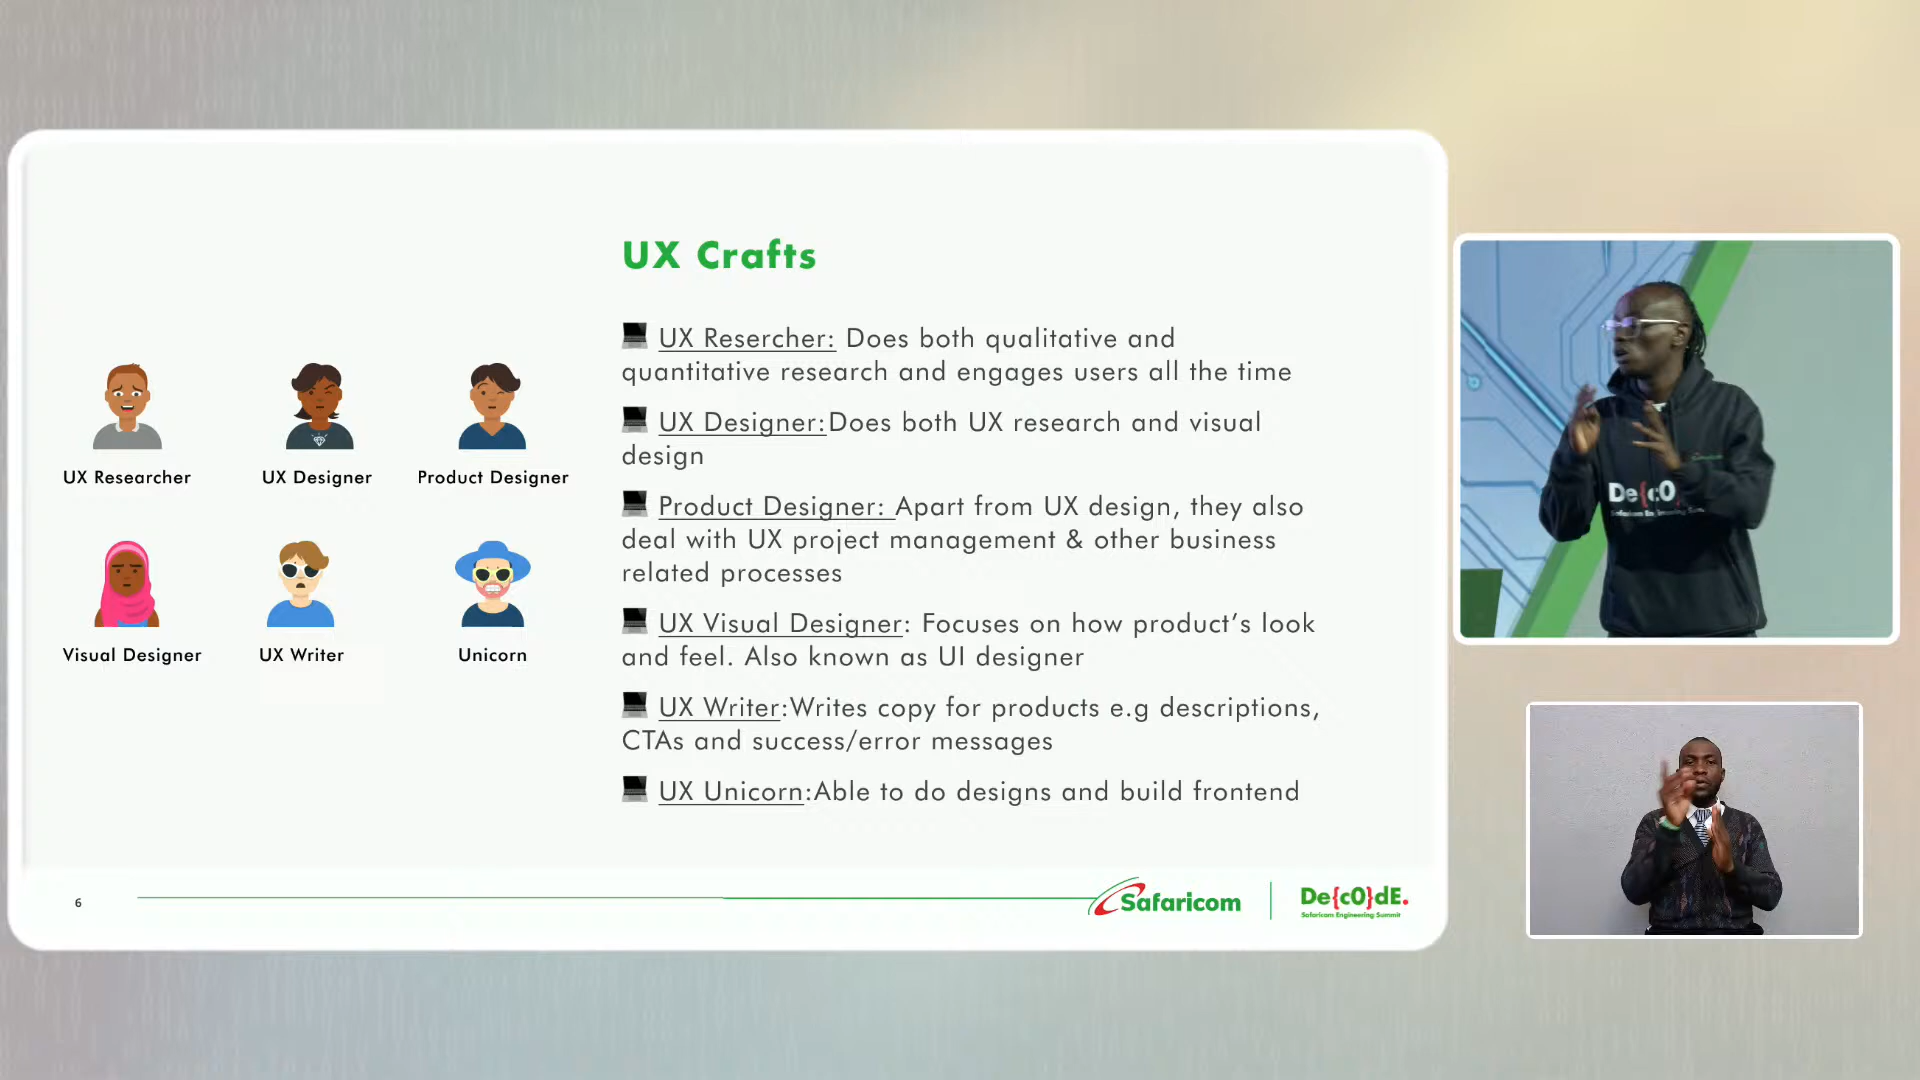 UX Crafts
UX Researcher
UX Designer
Product Designer
Visual Designer
UX Writer
Unicorn
UX Resercher: Does both qualitative and
quantitative research and engages users all the time
UX Designer:Does both UX research and visual
design
Product Designer: Apart from UX design, they also
deal with UX project management & other business
related processes
UX Visual Designer: Focuses on how product’s look
and feel. Also known as UI designer
UX Writer:Writes copy for products e.g descriptions,
CTAs and success/error messages
UX Unicorn:Able to do designs and build frontend
6
Safaricom
De{c0}dE.
Safaricom Engineering Summit
De{c0